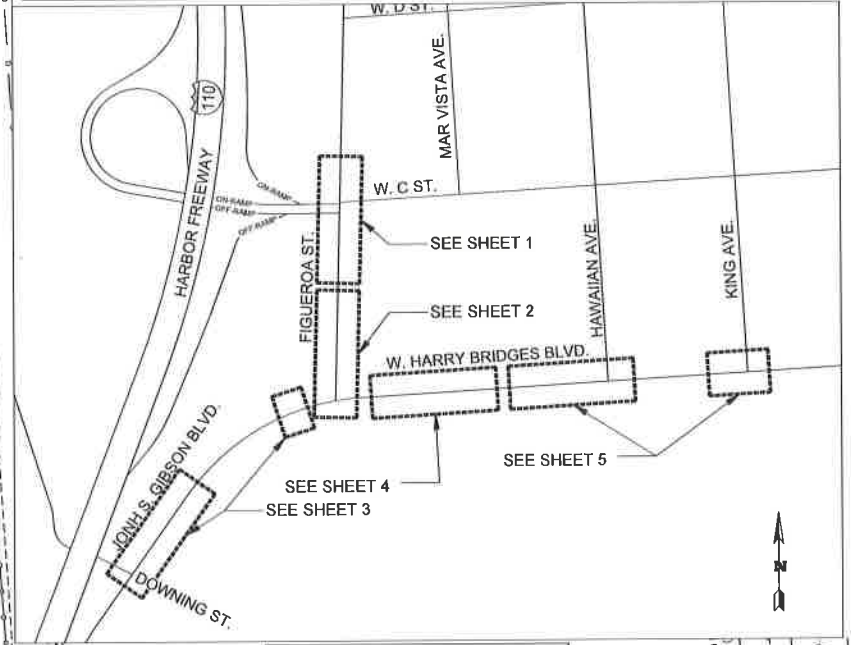 W. D ST.
110
MAR VISTA AVE.
HARBOR FREEWAY
ON-RAMP
W. C ST.
ON-RAMP
OFF-RAMP
OFF-RAMP
FIGUEROA ST.
SEE SHEET 1
HAWAIIAN AVE.
KING AVE.
SEE SHEET 2
W. HARRY BRIDGES BLVD.
SEE SHEET 5
SEE SHEET 4
SEE SHEET 3
JONH S. GIBSON BLVD.
DOWNING ST.
N